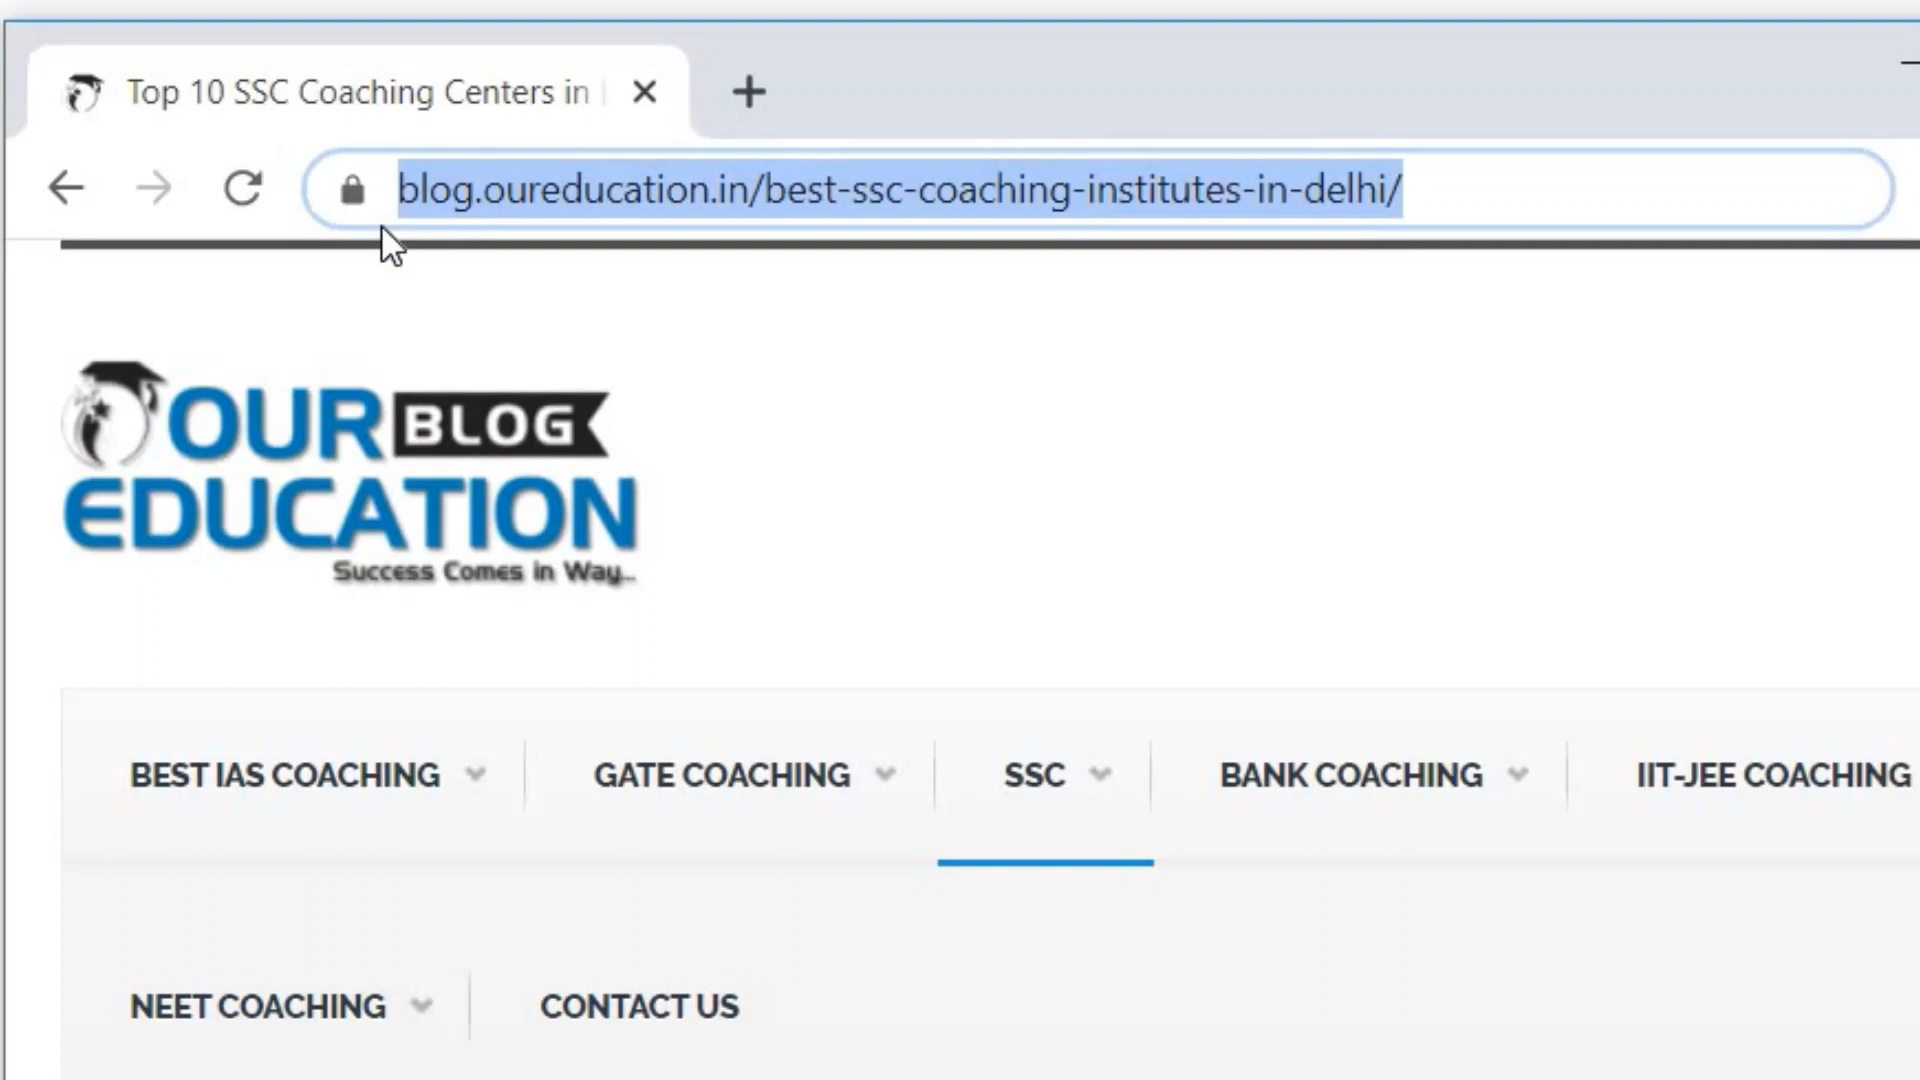 Top 10 SSC Coaching Centers in
blog.oureducation.in/best-ssc-coaching-institutes-in-delhi/
OUR BLOG
EDUCATION
Success Comes in Way...
BEST IAS COACHING
GATE COACHING
SSC
BANK COACHING
IIT-JEE COACHING
NEET COACHING
CONTACT US